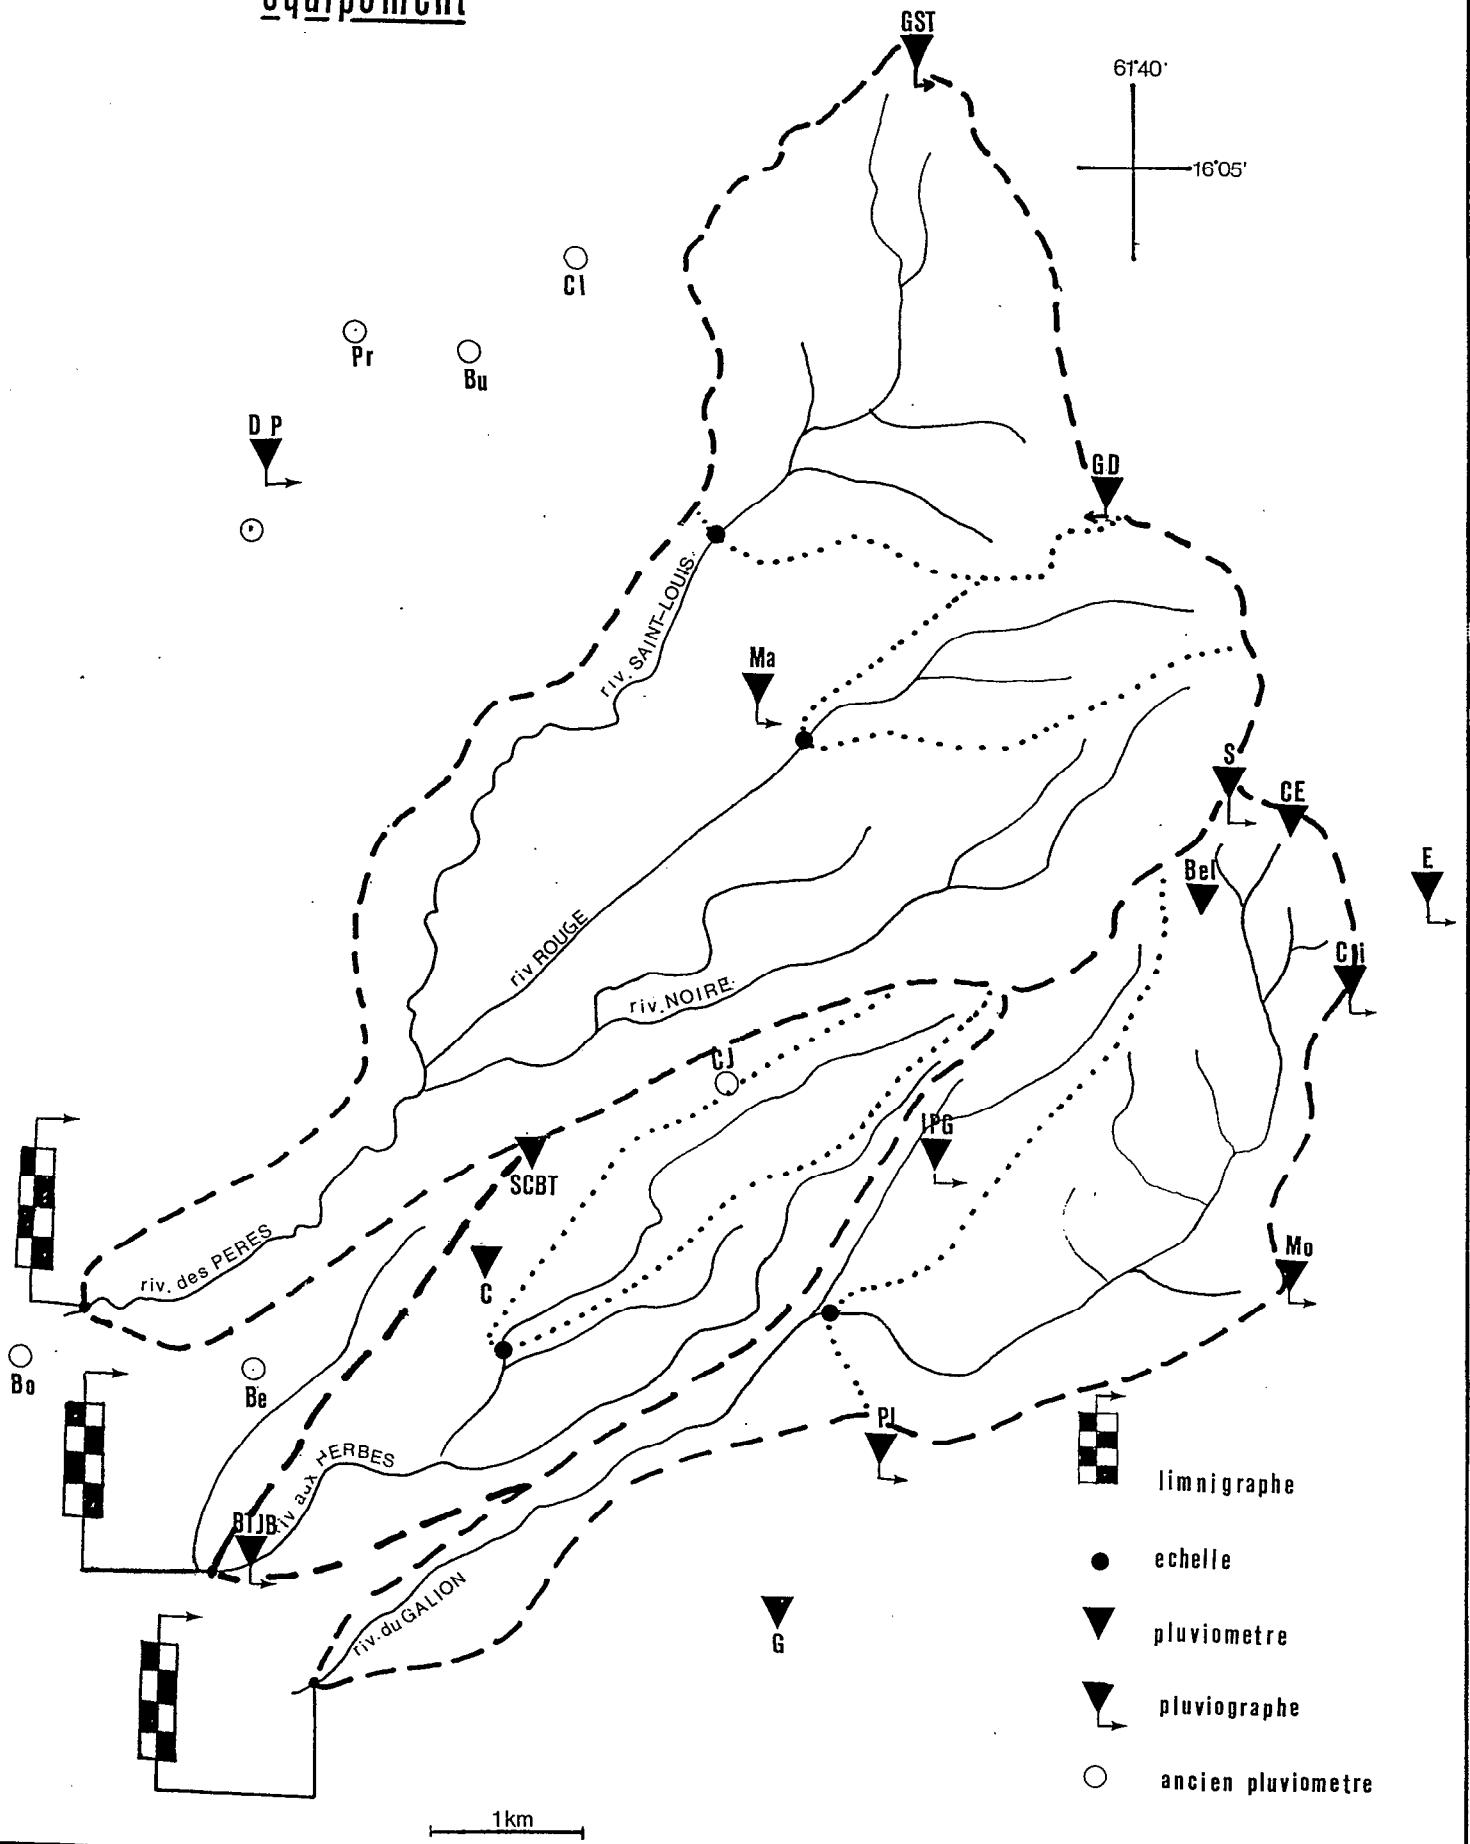 equipement
GST
61°40'
16°05'
Cl
Pr
Bu
D P
GD
riv. SAINT-LOUIS
Ma
S
CE
Bel
E
riv ROUGE
riv. NOIRE
CJ
IPG
SCBT
riv. des PERES
C
Mo
Bo
Be
Pl
riv aux HERBES
BTJB
limnigraphe
echelle
riv. du GALION
G
pluviometre
pluviographe
ancien pluviometre
1km